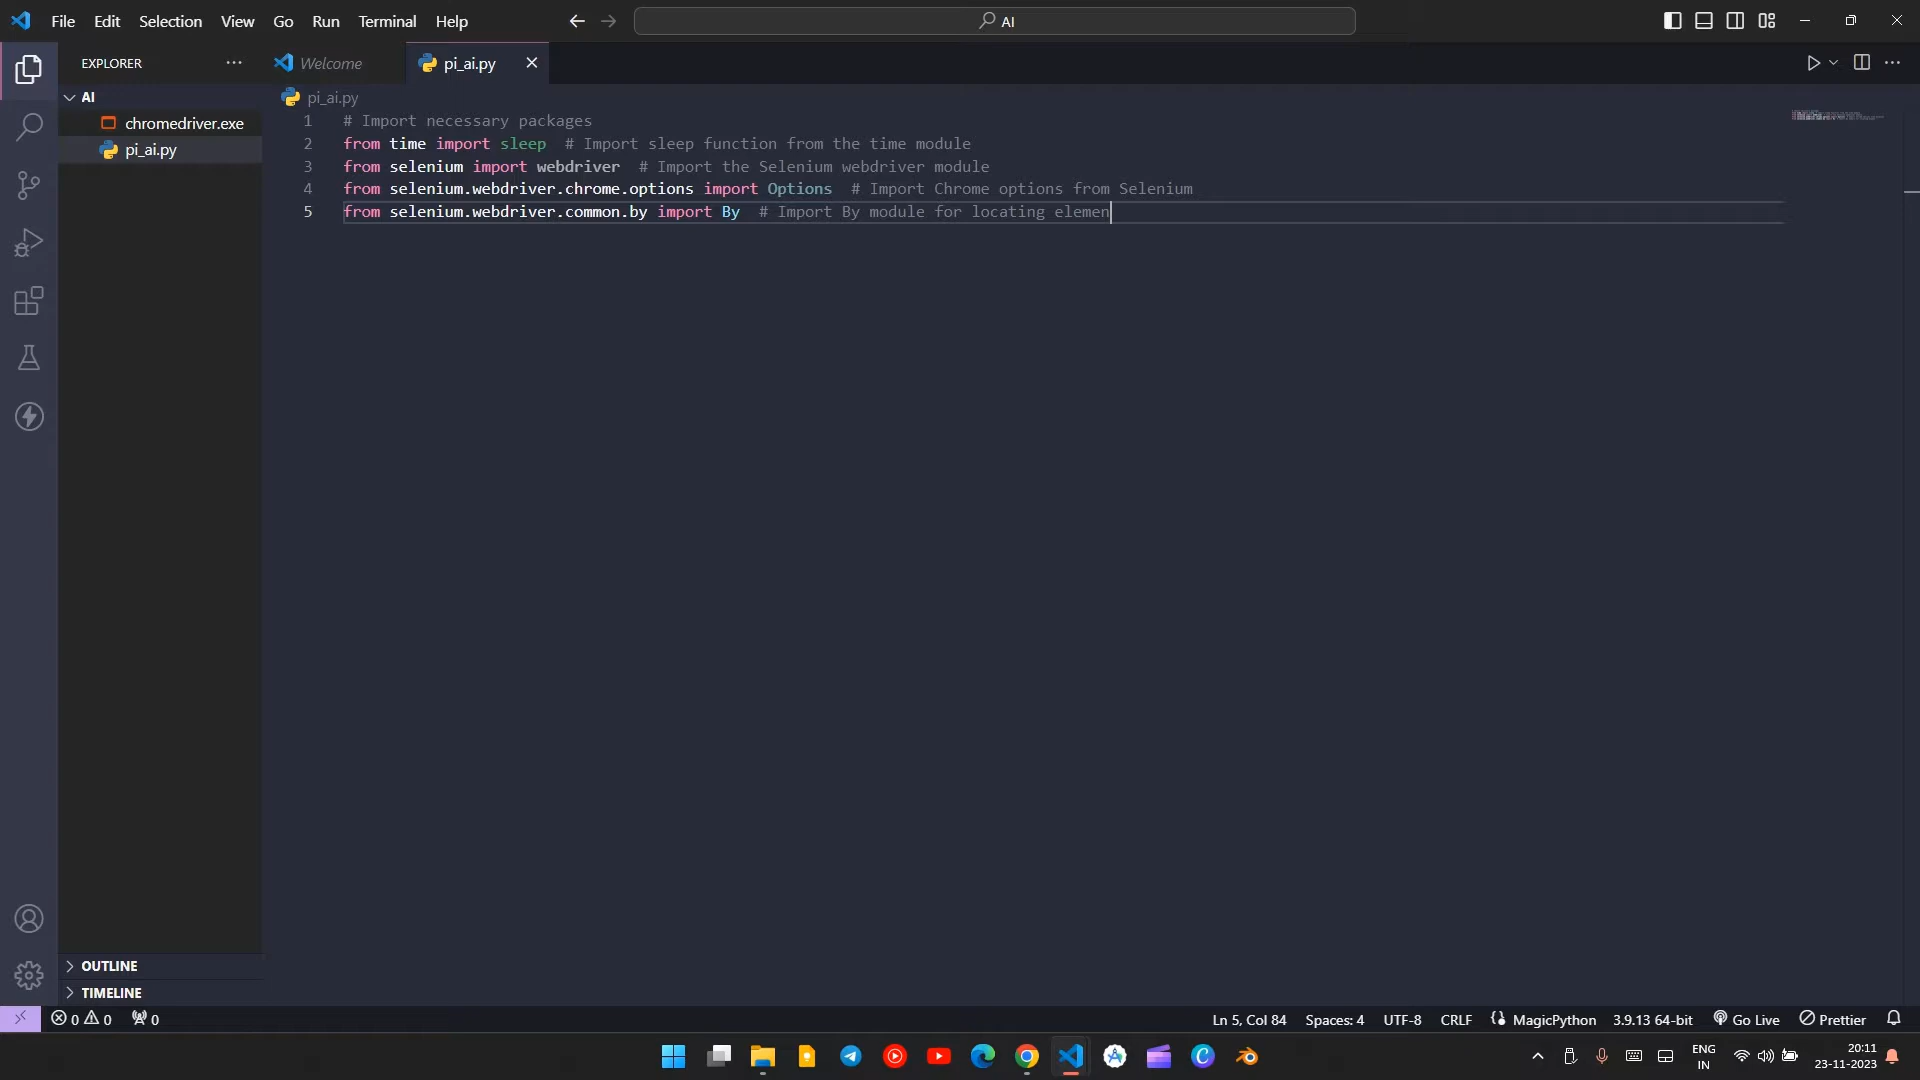 File Edit Selection View Go Run Terminal Help
AI
EXPLORER
Welcome
pi_ai.py
AI
pi_ai.py
chromedriver.exe
pi_ai.py
1 # Import necessary packages
2 from time import sleep  # Import sleep function from the time module
3 from selenium import webdriver  # Import the Selenium webdriver module
4 from selenium.webdriver.chrome.options import Options  # Import Chrome options from Selenium
5 from selenium.webdriver.common.by import By  # Import By module for locating elemen
OUTLINE
TIMELINE
0 0 0 Ln 5, Col 84 Spaces: 4 UTF-8 CRLF MagicPython 3.9.13 64-bit Go Live Prettier
ENG
IN
20:11
23-11-2023